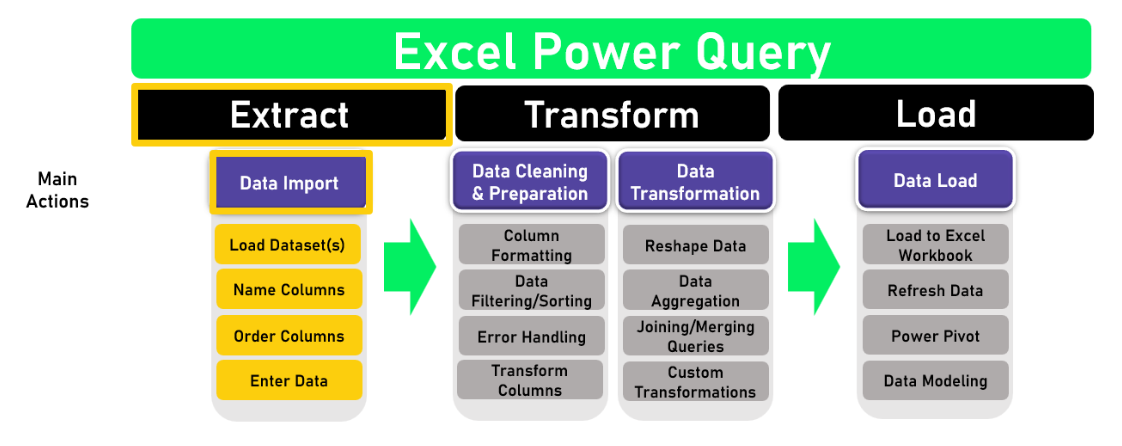 Excel Power Query
Extract
Transform
Load
Main
Actions
Data Import
Load Dataset(s)
Name Columns
Order Columns
Enter Data
Data Cleaning
& Preparation
Column
Formatting
Data
Filtering/Sorting
Error Handling
Transform
Columns
Data
Transformation
Reshape Data
Data
Aggregation
Joining/Merging
Queries
Custom
Transformations
Data Load
Load to Excel
Workbook
Refresh Data
Power Pivot
Data Modeling